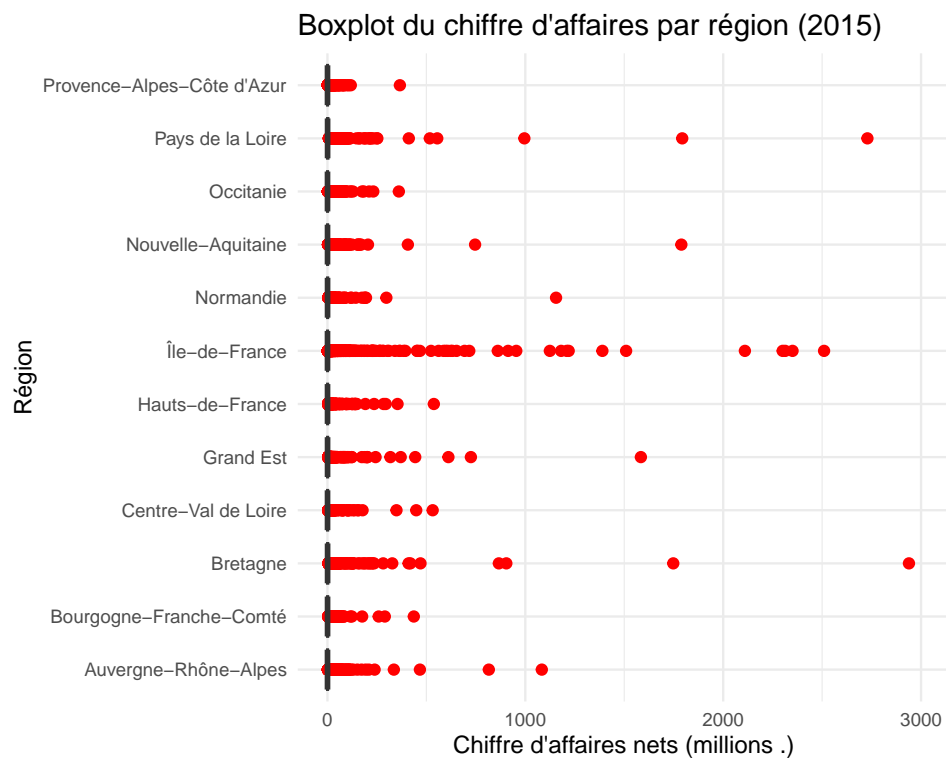 Boxplot du chiffre d'affaires par région (2015)
Région
Provence−Alpes−Côte d'Azur
Pays de la Loire
Occitanie
Nouvelle−Aquitaine
Normandie
Île−de−France
Hauts−de−France
Grand Est
Centre−Val de Loire
Bretagne
Bourgogne−Franche−Comté
Auvergne−Rhône−Alpes
0 1000 2000 3000
Chiffre d'affaires nets (millions .)